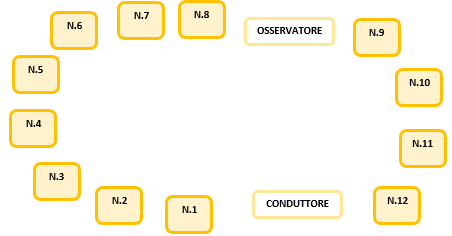 N.7
N.8
N.6
OSSERVATORE
N.9
N.5
N.10
N.4
N.11
N.3
N.2
N.1
CONDUTTORE
N.12